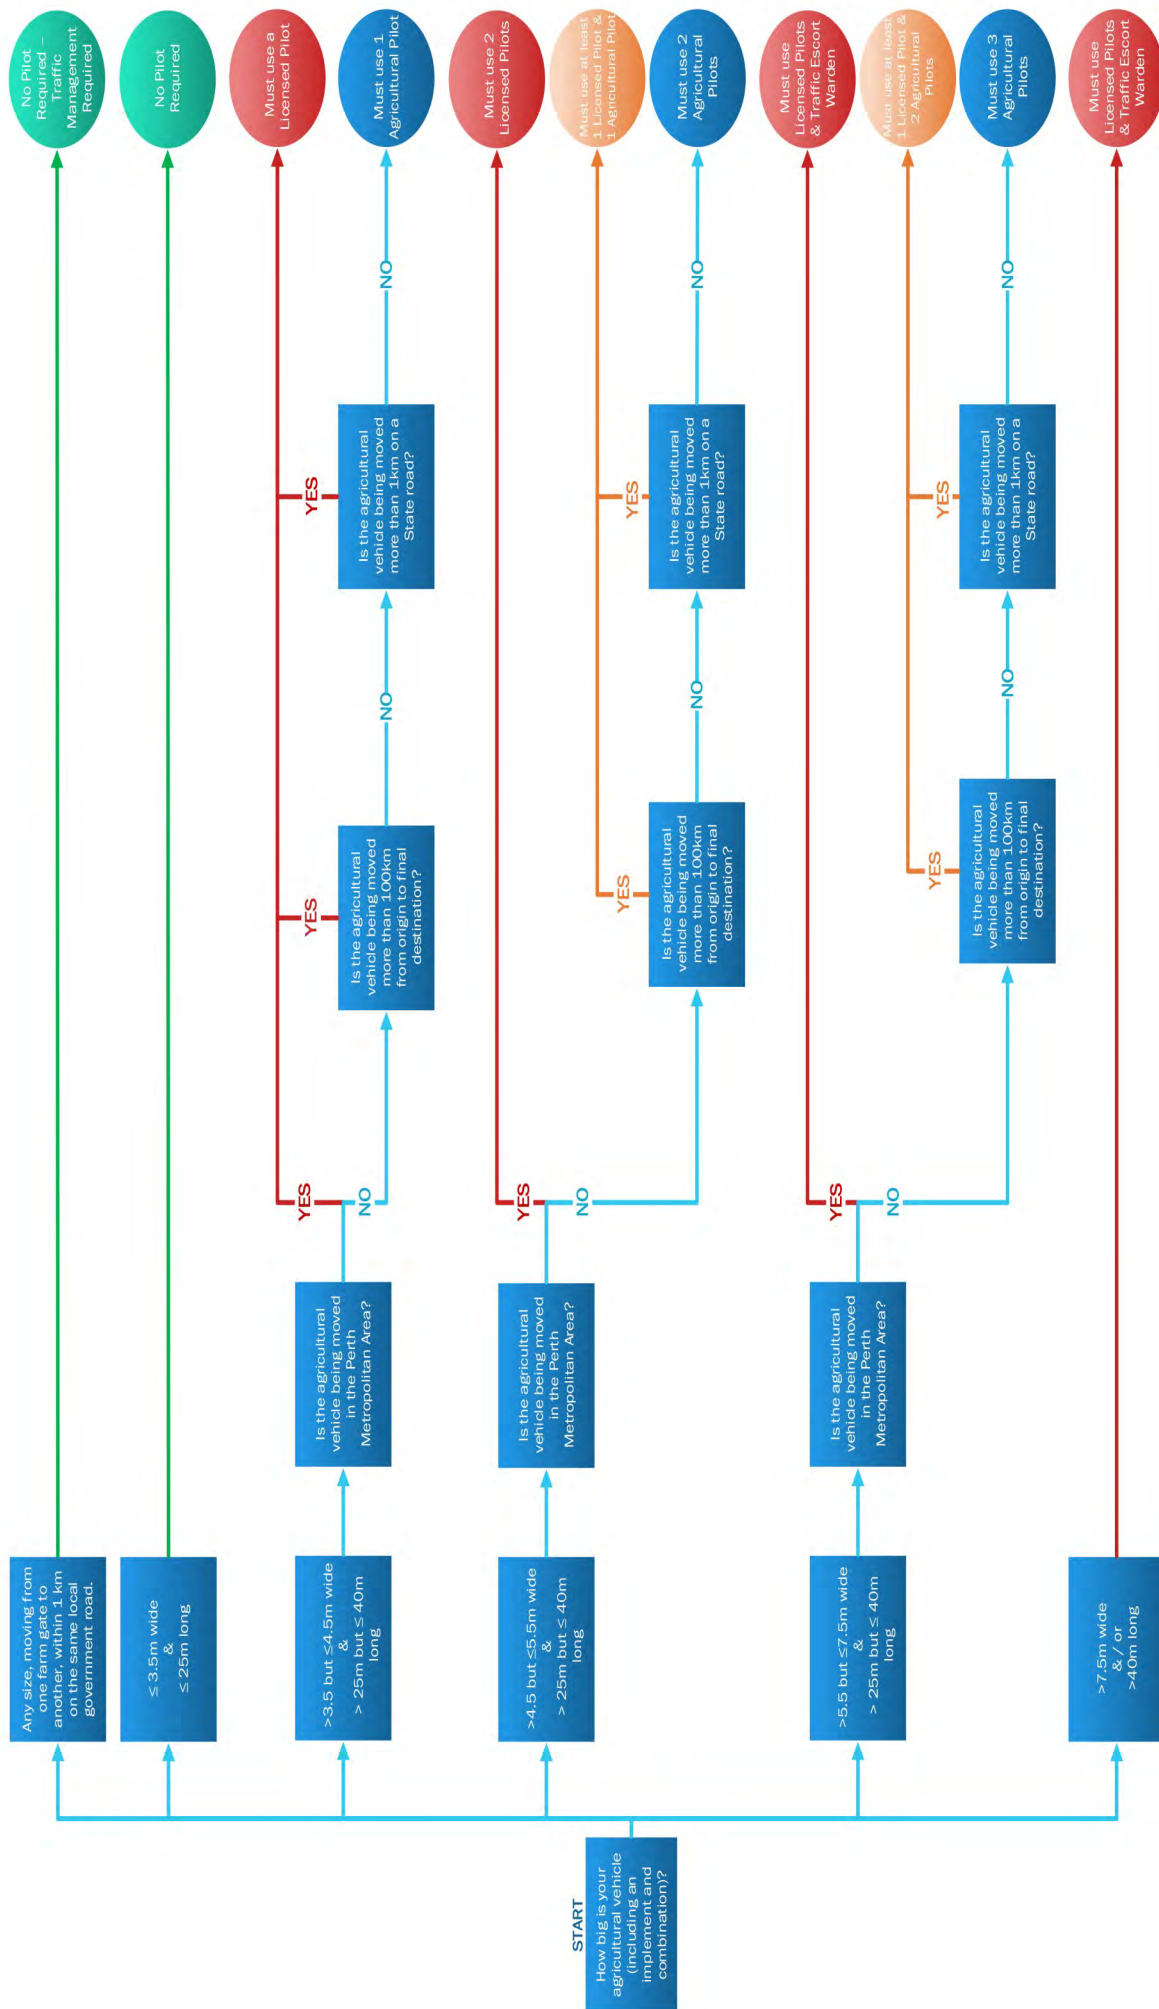 START
How big is your
agricultural vehicle
(including an
implement and
combination)?
Any size, moving from
one farm gate to
another, within 1 km
on the same local
government road.
No Pilot
Required –
Traffic
Management
Required
≤ 3.5m wide
&
≤ 25m long
No Pilot
Required
>3.5 but ≤4.5m wide
&
> 25m but ≤ 40m
long
Is the agricultural
vehicle being moved
in the Perth
Metropolitan Area?
YES
NO
Is the agricultural
vehicle being moved
more than 100km
from origin to final
destination?
YES
NO
Is the agricultural
vehicle being moved
more than 1km on a
State road?
YES
NO
Must use a
Licensed Pilot
Must use 1
Agricultural Pilot
>4.5 but ≤5.5m wide
&
> 25m but ≤ 40m
long
Is the agricultural
vehicle being moved
in the Perth
Metropolitan Area?
YES
NO
Is the agricultural
vehicle being moved
more than 100km
from origin to final
destination?
YES
NO
Is the agricultural
vehicle being moved
more than 1km on a
State road?
YES
NO
Must use 2
Licensed Pilots
Must use at least
1 Licensed Pilot &
1 Agricultural Pilot
Must use 2
Agricultural
Pilots
>5.5 but ≤7.5m wide
&
> 25m but ≤ 40m
long
Is the agricultural
vehicle being moved
in the Perth
Metropolitan Area?
YES
NO
Is the agricultural
vehicle being moved
more than 100km
from origin to final
destination?
YES
NO
Is the agricultural
vehicle being moved
more than 1km on a
State road?
YES
NO
Must use
Licensed Pilots
& Traffic Escort
Warden
Must use at least
1 Licensed Pilot &
2 Agricultural
Pilots
Must use 3
Agricultural
Pilots
>7.5m wide
& / or
>40m long
Must use
Licensed Pilots
& Traffic Escort
Warden